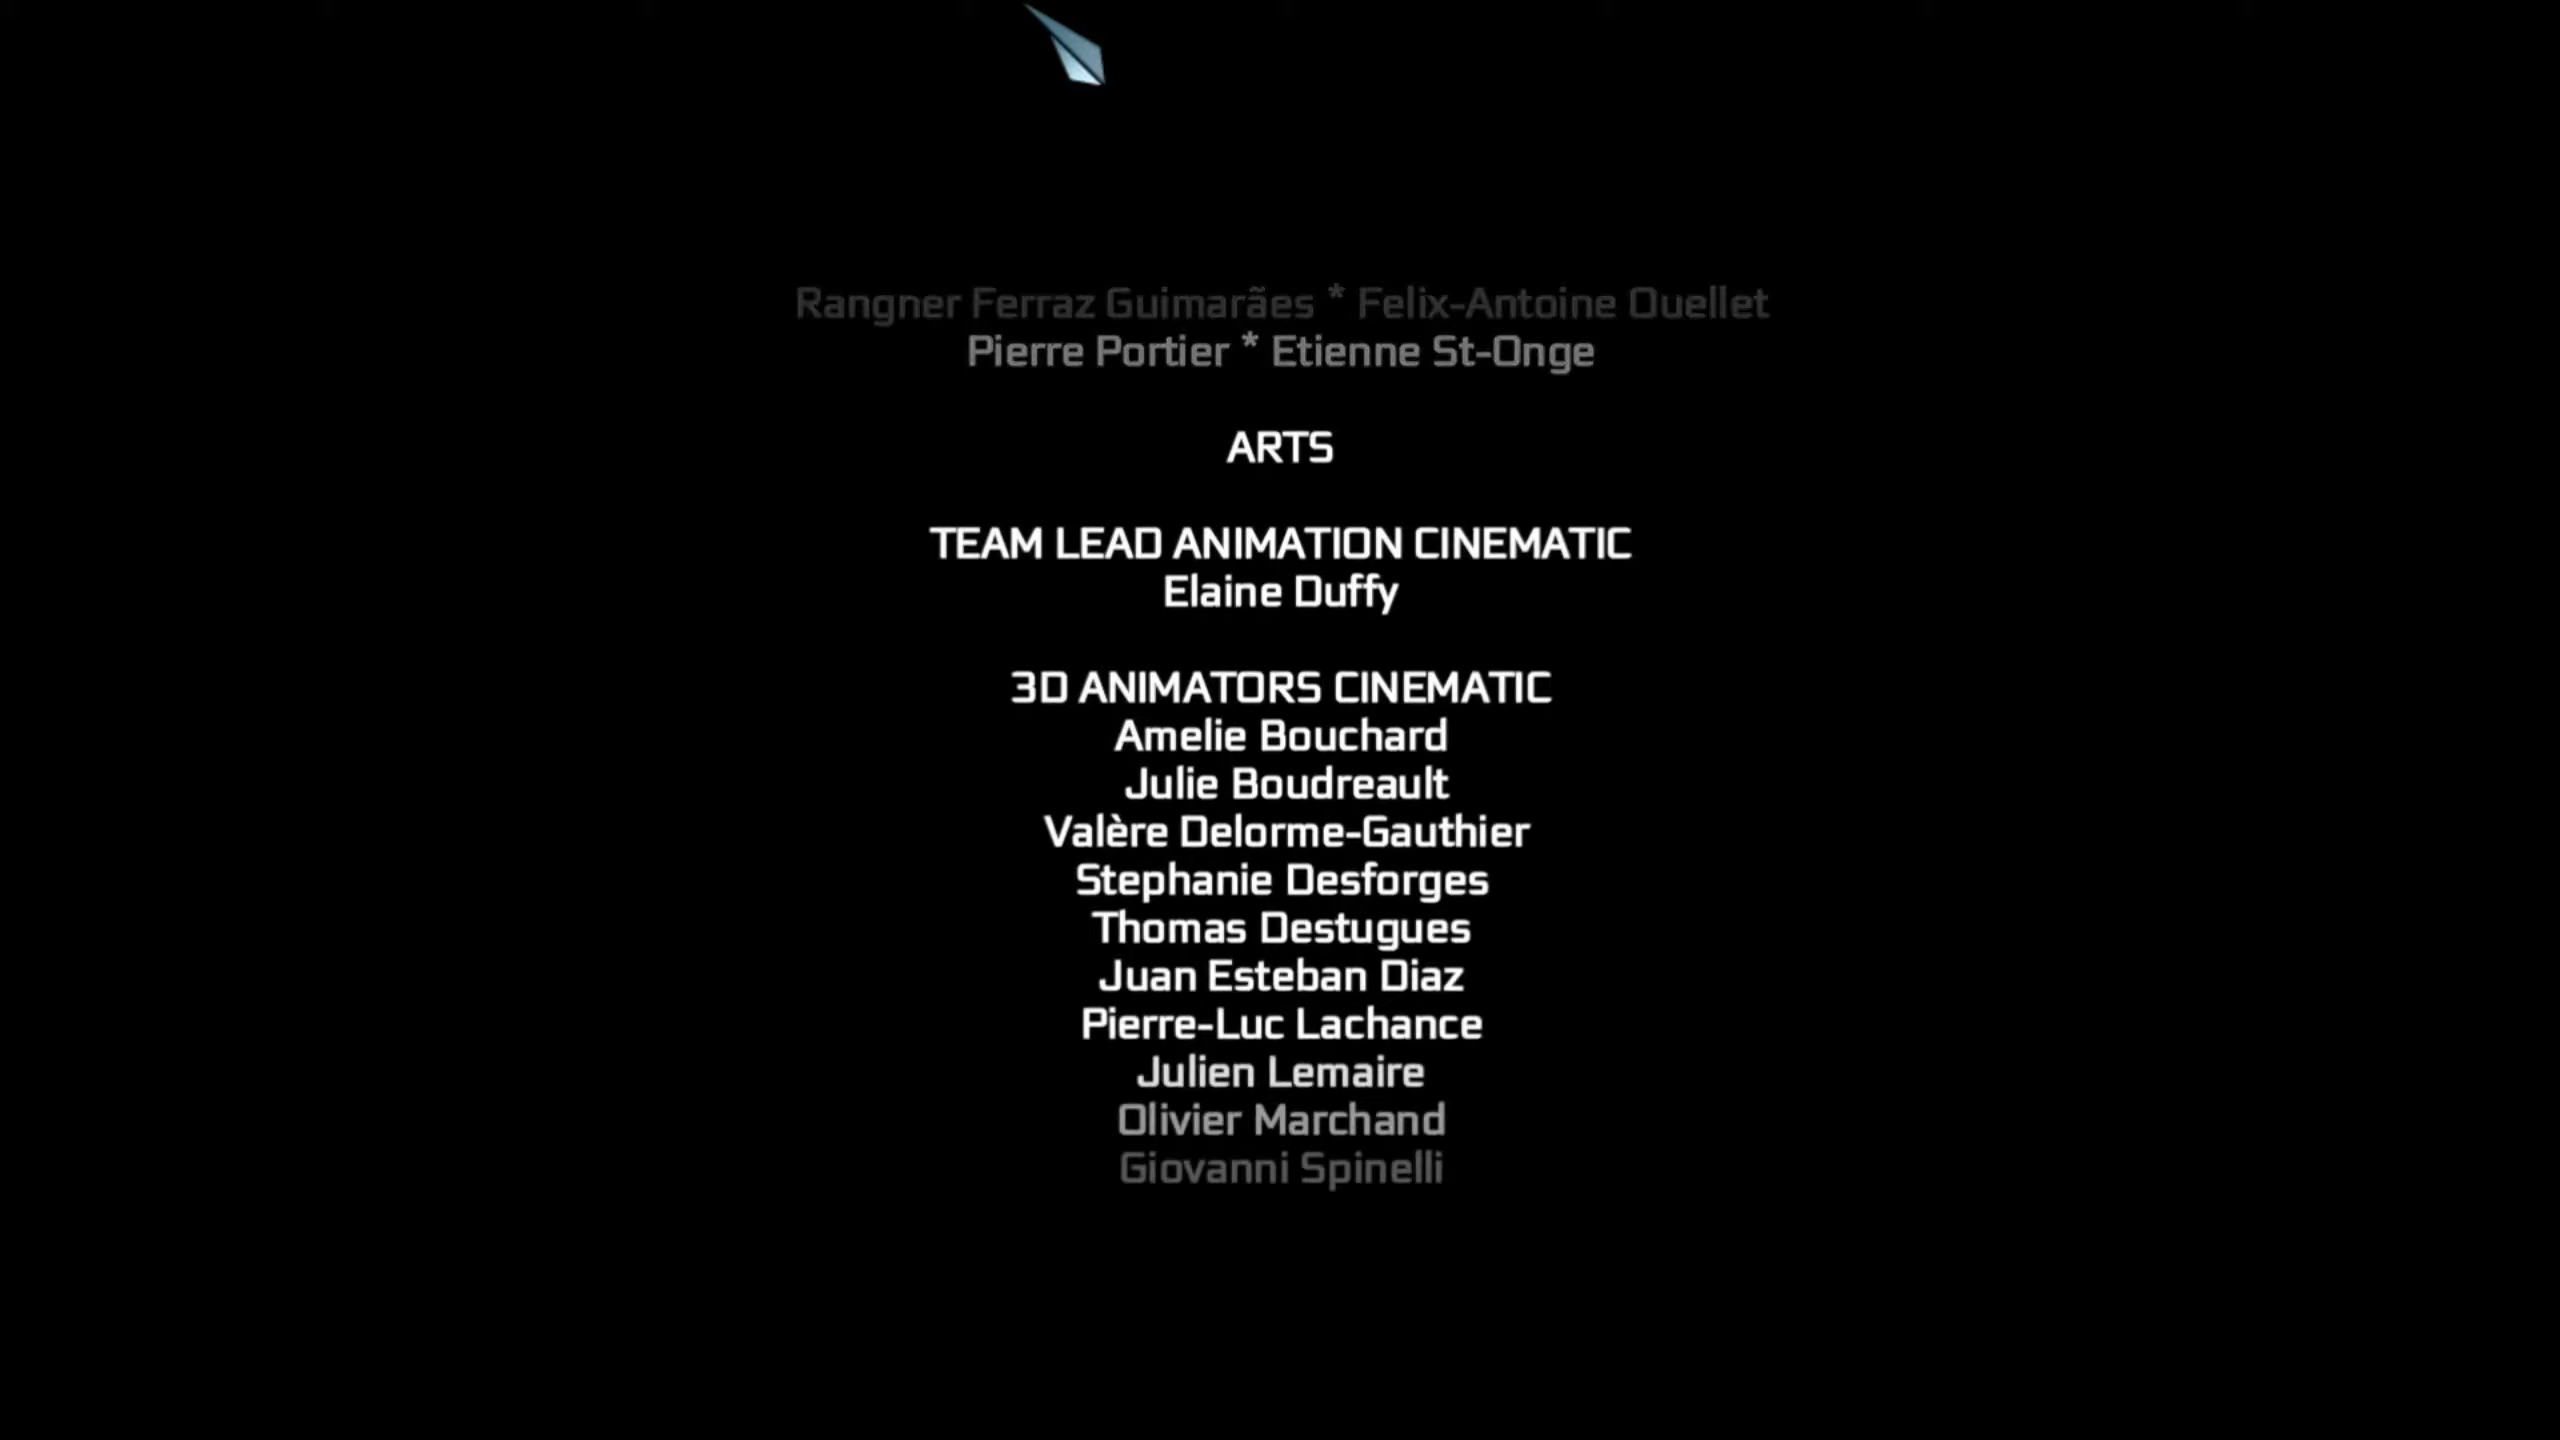 Rangner Ferraz Guimarães * Felix-Antoine Ouellet
Pierre Portier * Etienne St-Onge
ARTS
TEAM LEAD ANIMATION CINEMATIC
Elaine Duffy
3D ANIMATORS CINEMATIC
Amelie Bouchard
Julie Boudreault
Valère Delorme-Gauthier
Stephanie Desforges
Thomas Destugues
Juan Esteban Diaz
Pierre-Luc Lachance
Julien Lemaire
Olivier Marchand
Giovanni Spinelli